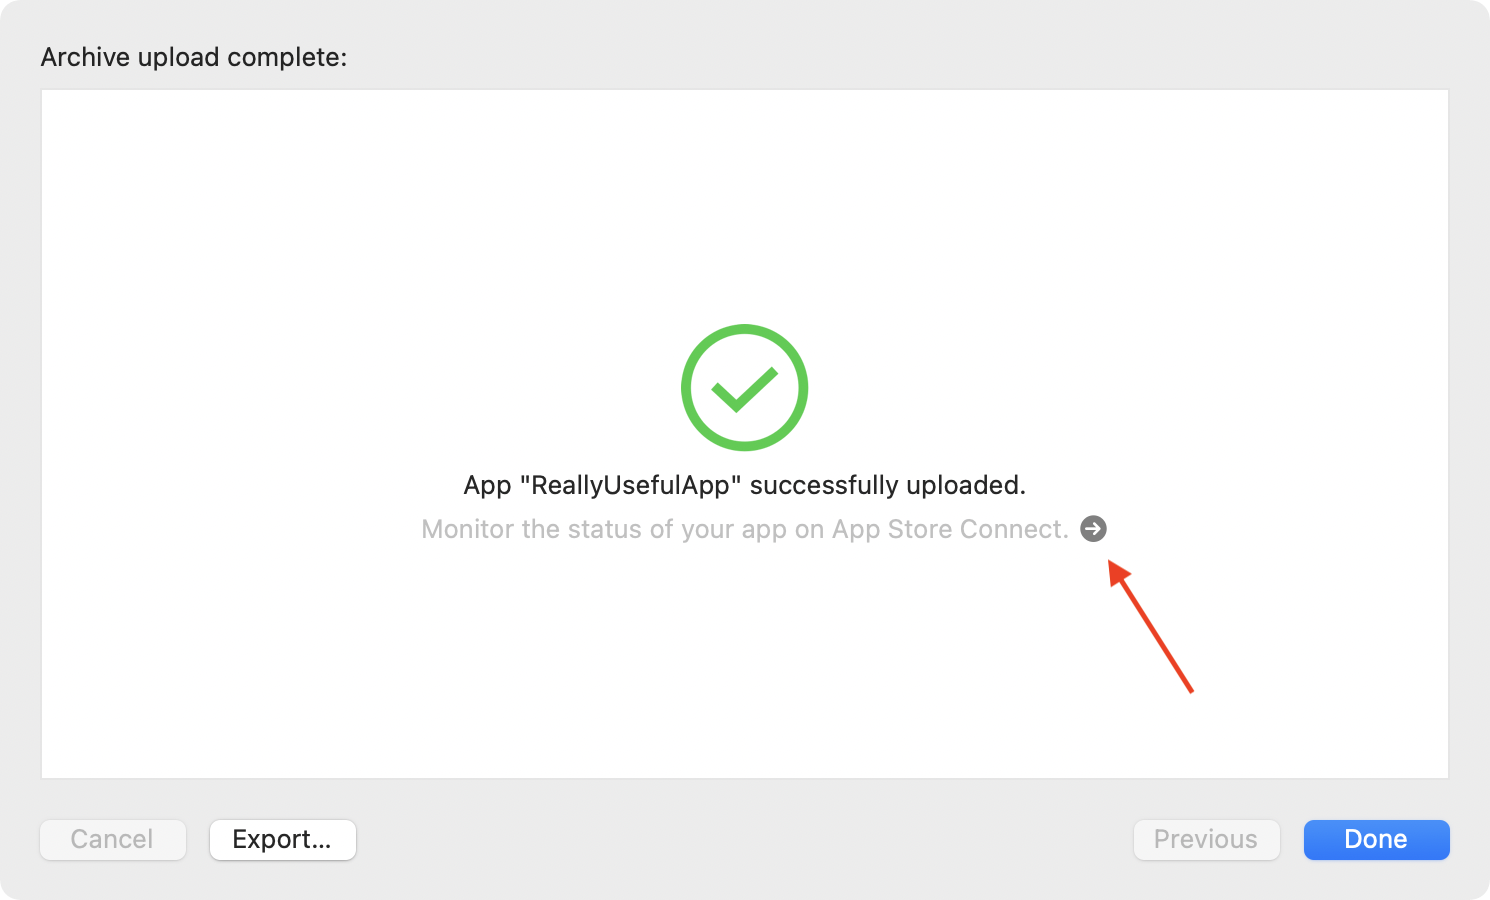 Archive upload complete:
App "ReallyUsefulApp" successfully uploaded.
Monitor the status of your app on App Store Connect.
Cancel
Export...
Previous
Done